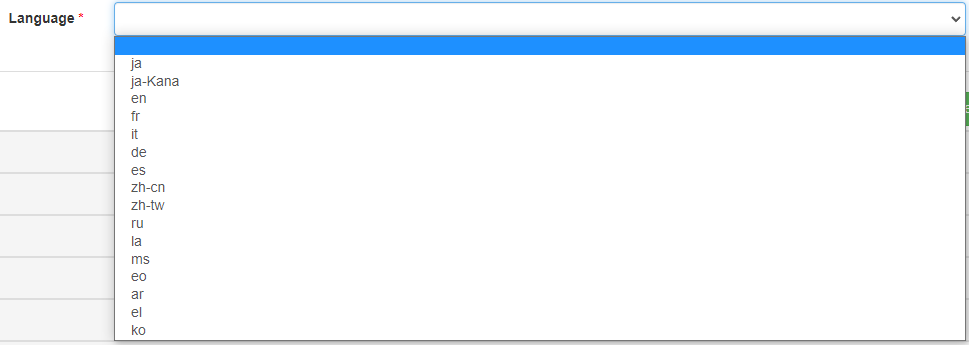 Language *
ja
ja-Kana
en
fr
it
de
es
zh-cn
zh-tw
ru
la
ms
eo
ar
el
ko